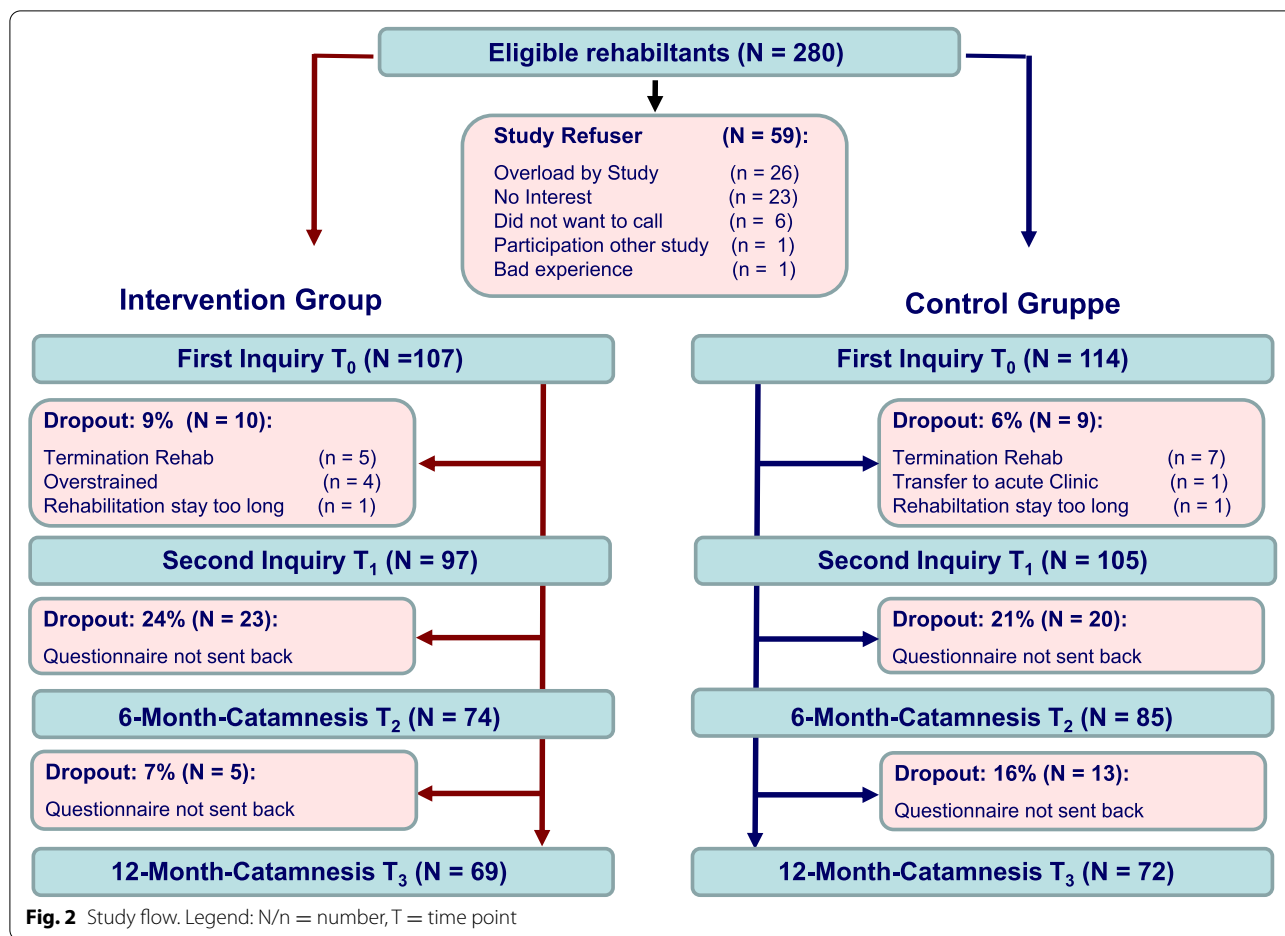 Eligible rehabiltants (N = 280)
Study Refuser (N = 59):
Overload by Study (n = 26)
No Interest (n = 23)
Did not want to call (n = 6)
Participation other study (n = 1)
Bad experience (n = 1)
Intervention Group
First Inquiry T0 (N =107)
Dropout: 9% (N = 10):
Termination Rehab (n = 5)
Overstrained (n = 4)
Rehabilitation stay too long (n = 1)
Second Inquiry T1 (N = 97)
Dropout: 24% (N = 23):
Questionnaire not sent back
6-Month-Catamnesis T2 (N = 74)
Dropout: 7% (N = 5):
Questionnaire not sent back
12-Month-Catamnesis T3 (N = 69)
Control Gruppe
First Inquiry T0 (N = 114)
Dropout: 6% (N = 9):
Termination Rehab (n = 7)
Transfer to acute Clinic (n = 1)
Rehabiltation stay too long (n = 1)
Second Inquiry T1 (N = 105)
Dropout: 21% (N = 20):
Questionnaire not sent back
6-Month-Catamnesis T2 (N = 85)
Dropout: 16% (N = 13):
Questionnaire not sent back
12-Month-Catamnesis T3 (N = 72)
Fig. 2 Study flow. Legend: N/n = number, T = time point